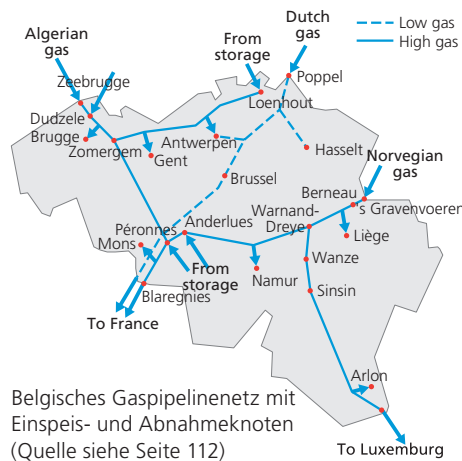 Algerian
gas
From
storage
Dutch
gas
Low gas
High gas
Zeebrugge
Poppel
Loenhout
Dudzele
Brugge
Zomergem
Antwerpen
Gent
Hasselt
Norvegian
gas
Brussel
Berneau
's Gravenvoeren
Warnand-
Dreye
Péronnes
Anderlues
Mons
Liège
Wanze
From
storage
Namur
Blaregnies
Sinsin
To France
Arlon
Belgisches Gaspipelinenetz mit
Einspeis- und Abnahmeknoten
(Quelle siehe Seite 112)
To Luxemburg